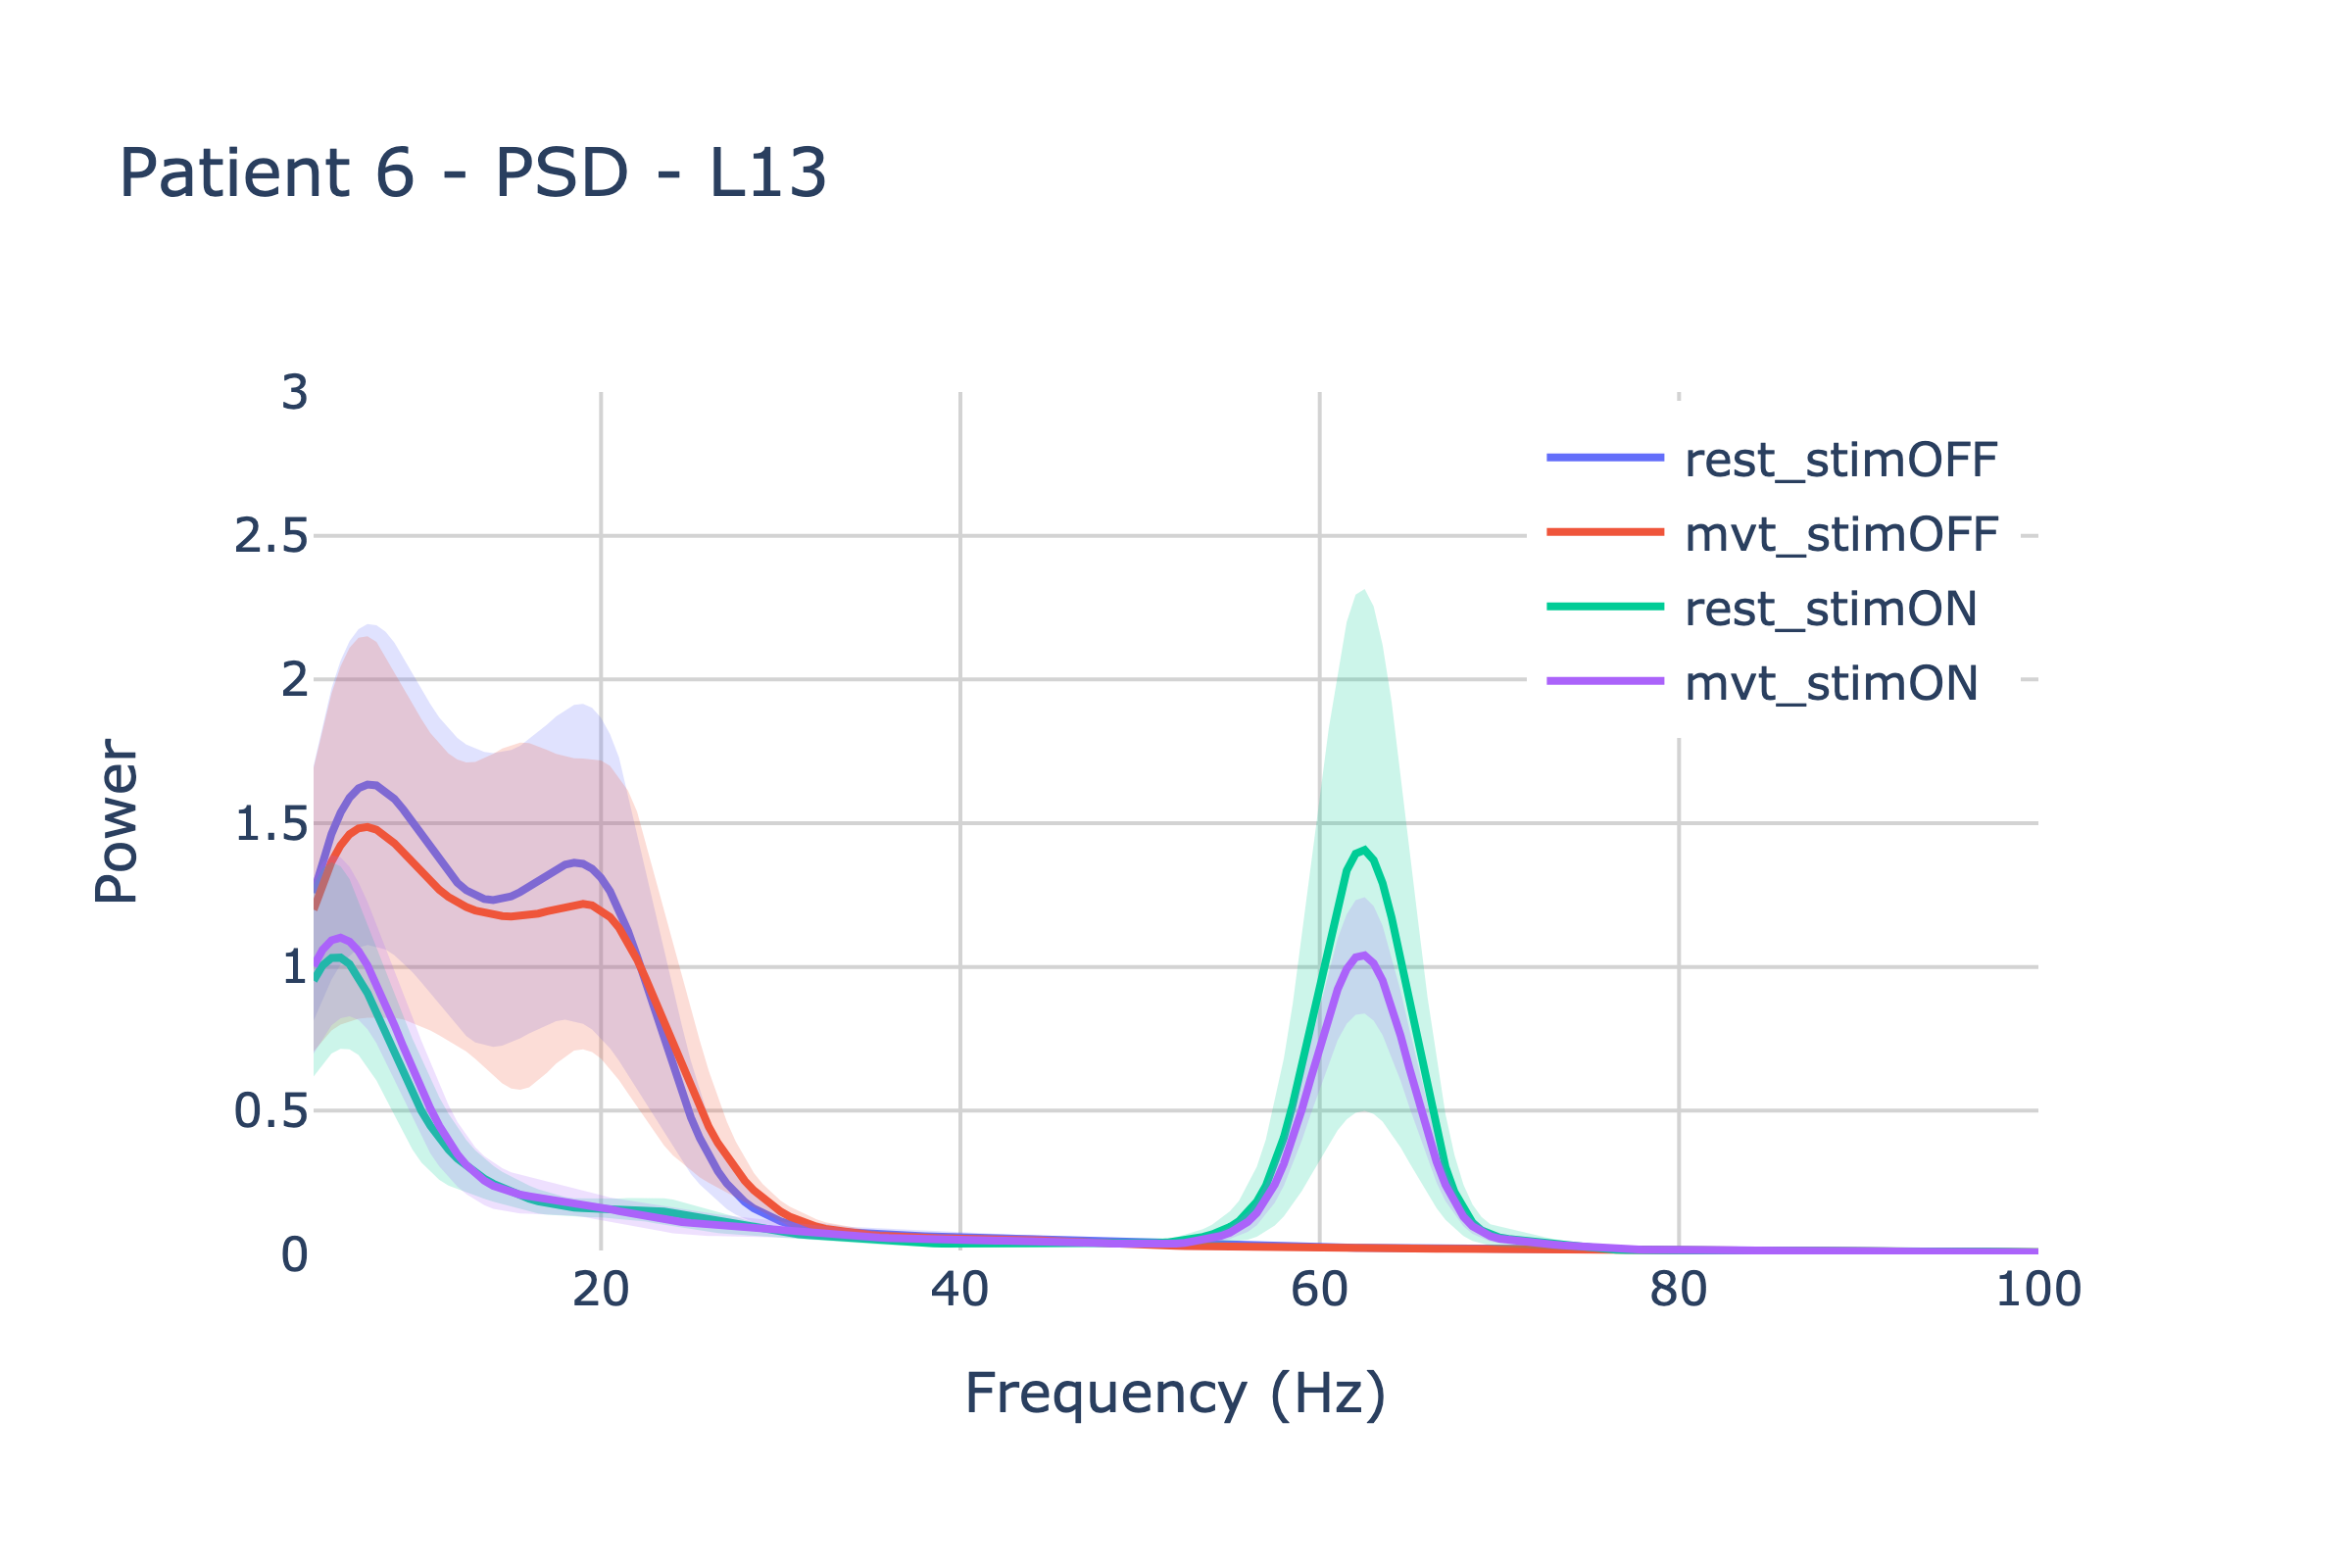 Patient 6 - PSD - L13
3
2.5
2
1.5
1
0.5
0
Power
20 40 60 80 100
Frequency (Hz)
rest_stimOFF
mvt_stimOFF
rest_stimON
mvt_stimON